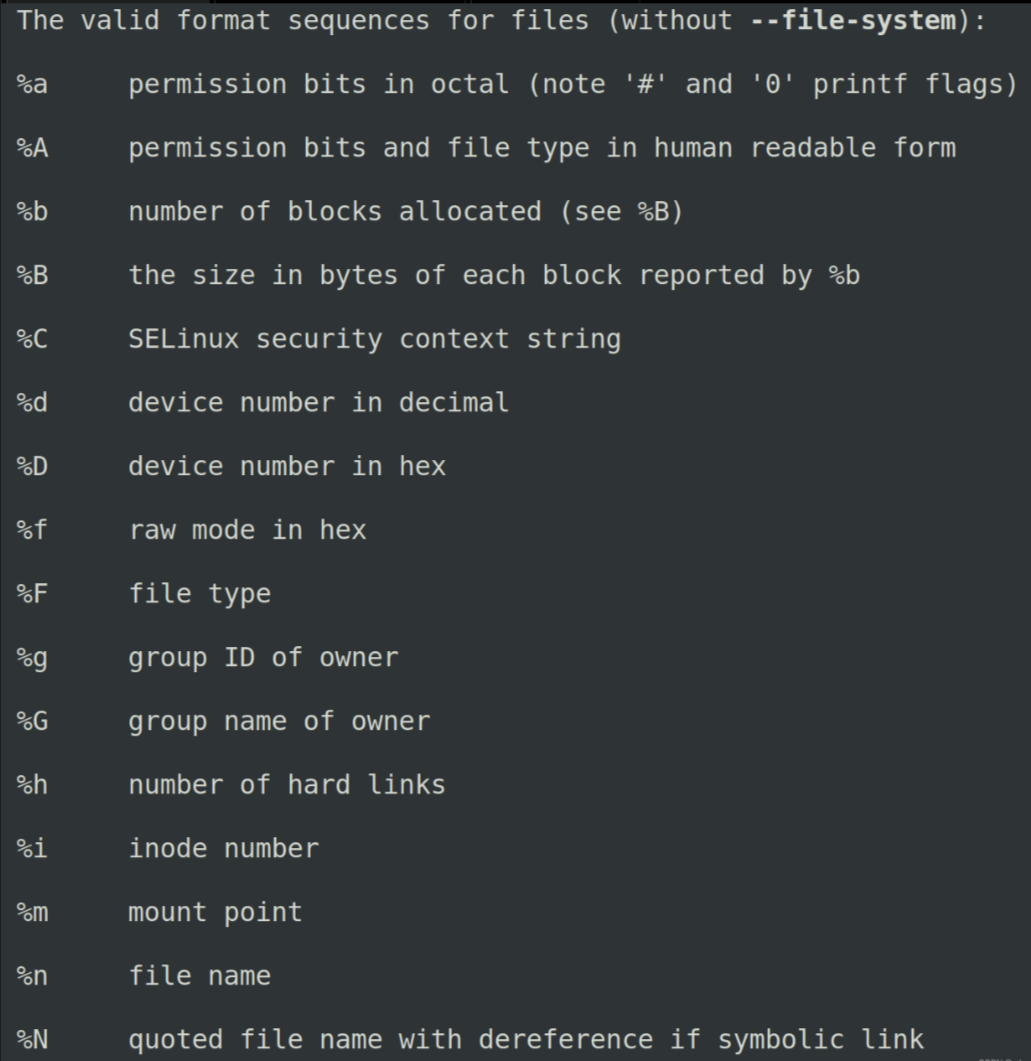 The valid format sequences for files (without --file-system):
%a permission bits in octal (note '#' and '0' printf flags)
%A permission bits and file type in human readable form
%b number of blocks allocated (see %B)
%B the size in bytes of each block reported by %b
%C SELinux security context string
%d device number in decimal
%D device number in hex
%f raw mode in hex
%F file type
%g group ID of owner
%G group name of owner
%h number of hard links
%i inode number
%m mount point
%n file name
%N quoted file name with dereference if symbolic link